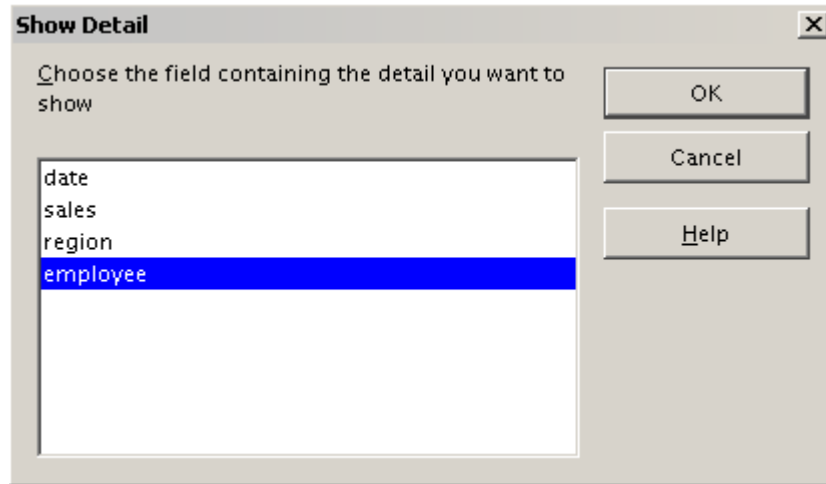 Show Detail
Choose the field containing the detail you want to
show
OK
Cancel
Help
date
sales
region
employee